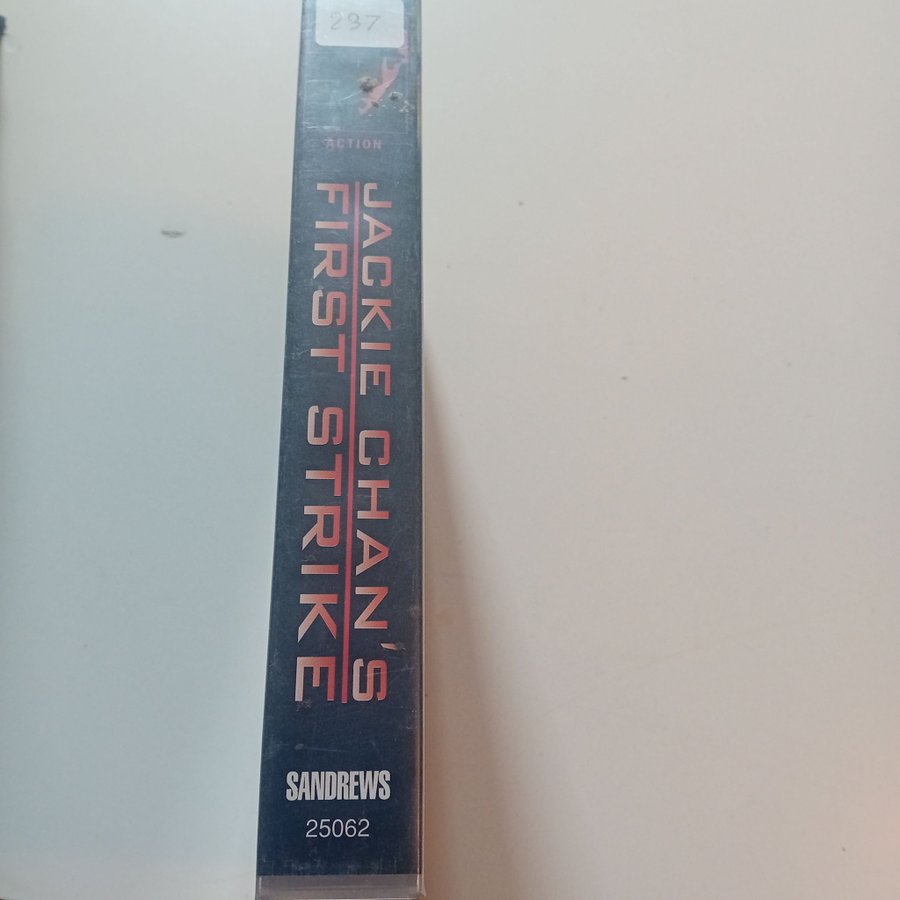 237
ACTION
JACKIE CHAN'S
FIRST STRIKE
SANDREWS
25062